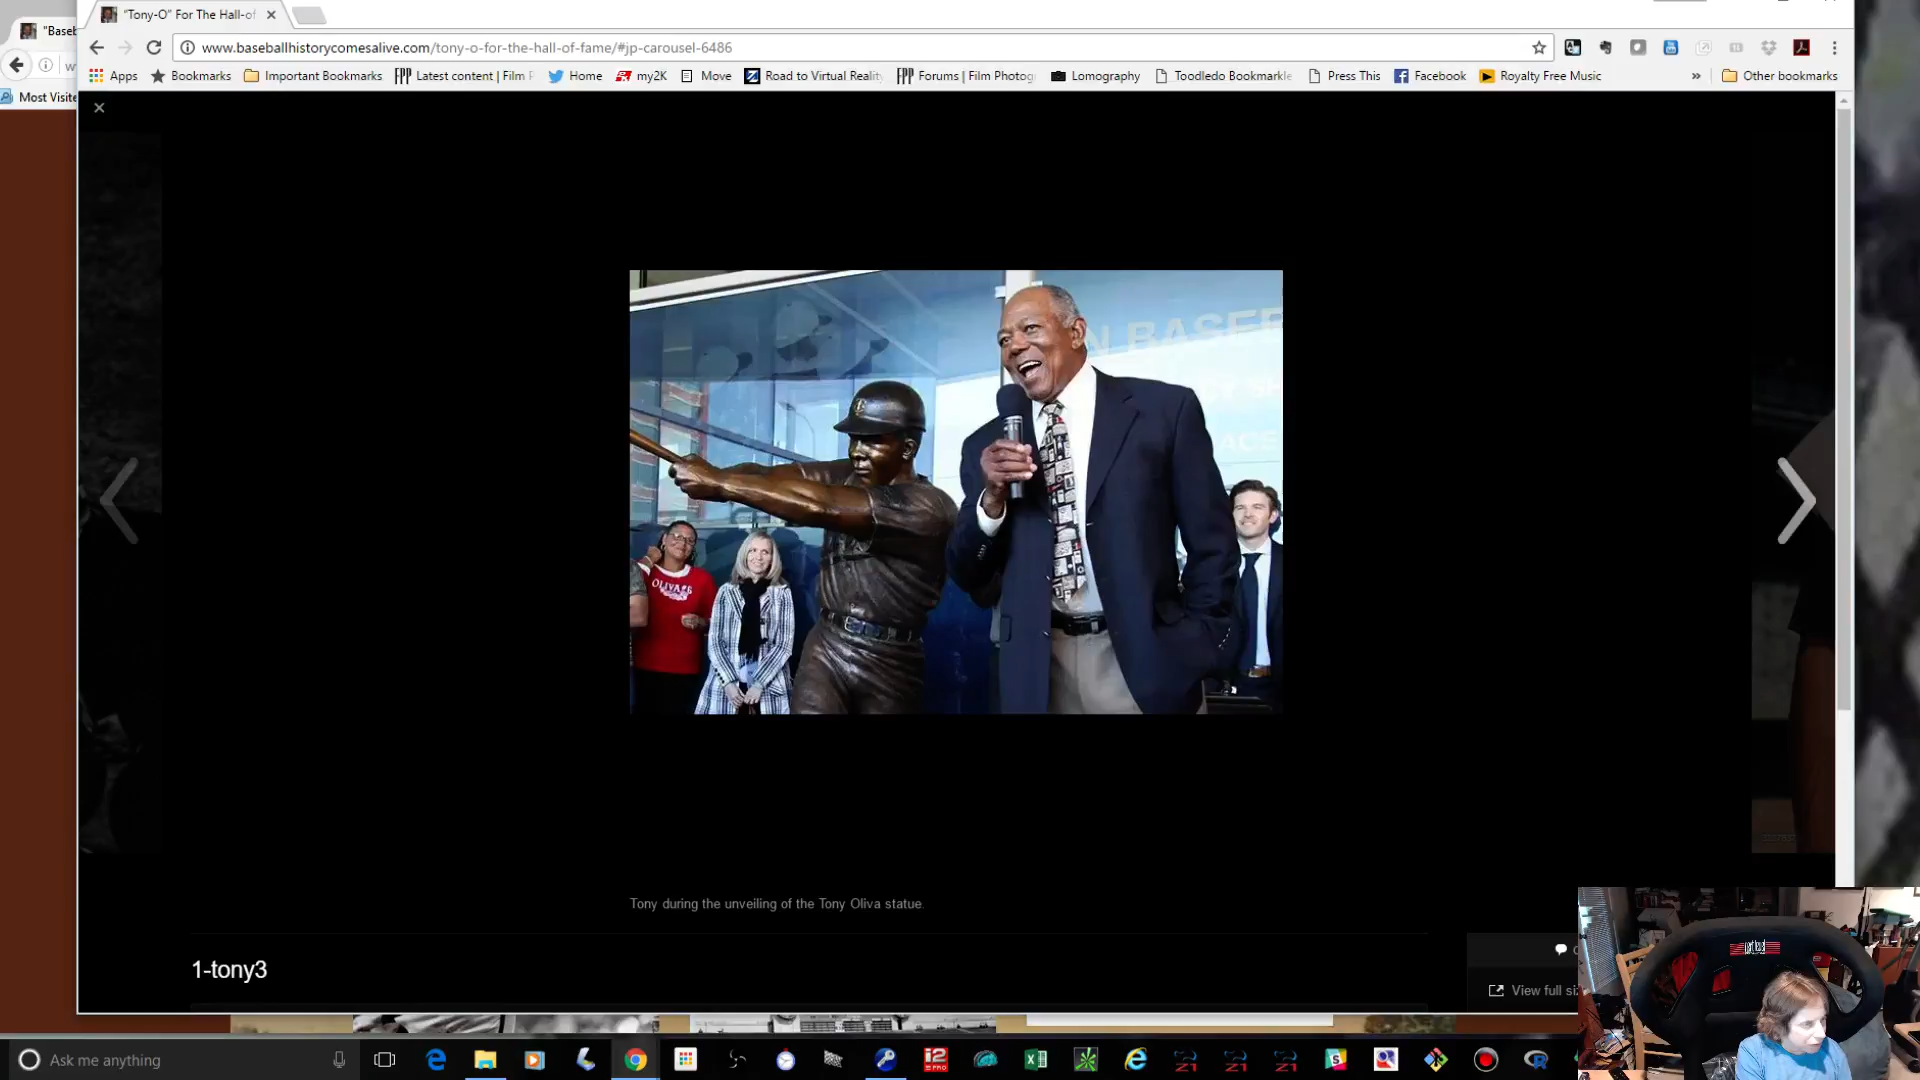 "Tony-O" For The Hall-of
"Baseb
www.baseballhistorycomesalive.com/tony-o-for-the-hall-of-fame/#jp-carousel-6486
Apps
Bookmarks
Important Bookmarks
Latest content | Film F
Home
my2K
Move
Road to Virtual Reality
Forums | Film Photog
Lomography
Toodledo Bookmarkle
Press This
Facebook
Royalty Free Music
»
Other bookmarks
Most Visite
N BASE
OLIVA
Tony during the unveiling of the Tony Oliva statue.
1-tony3
View full si
Ask me anything